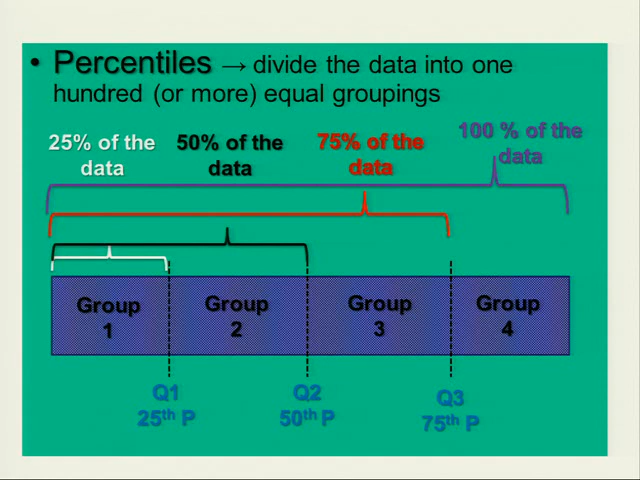 • Percentiles → divide the data into one
hundred (or more) equal groupings
25% of the
data
50% of the
data
75% of the
data
100 % of the
data
Group
1
Group
2
Group
3
Group
4
Q1
25th P
Q2
50th P
Q3
75th P